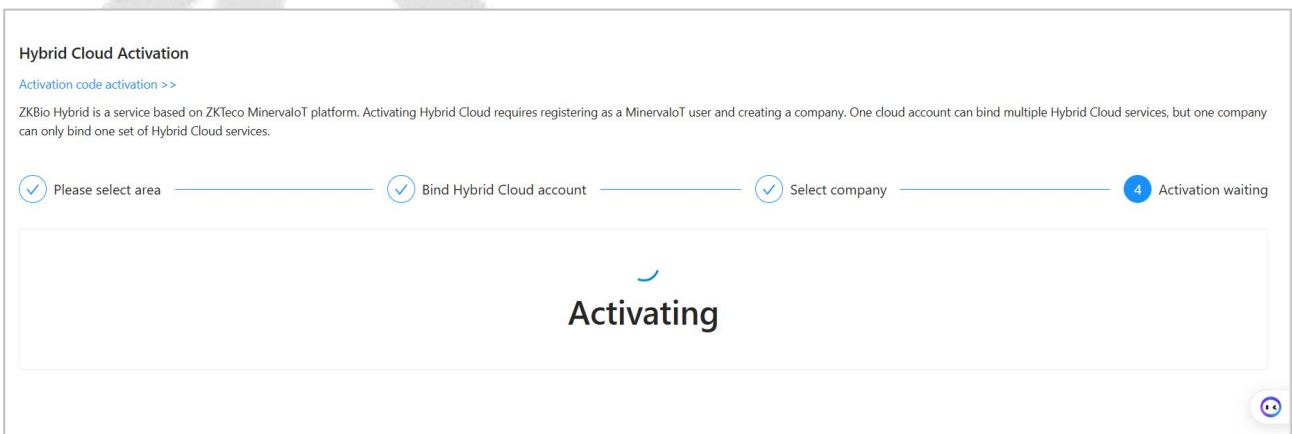 Hybrid Cloud Activation
Activation code activation >>
ZKBio Hybrid is a service based on ZKTeco MinervaIoT platform. Activating Hybrid Cloud requires registering as a MinervaIoT user and creating a company. One cloud account can bind multiple Hybrid Cloud services, but one company
can only bind one set of Hybrid Cloud services.
Please select area
Bind Hybrid Cloud account
Select company
4 Activation waiting
Activating